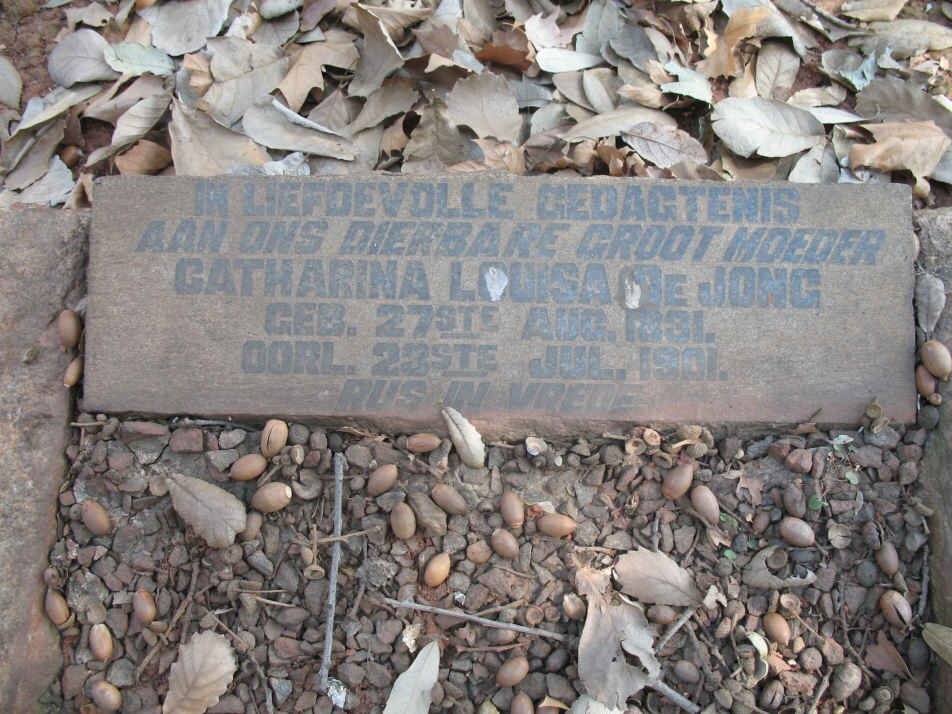 IN LIEFDEVOLLE GEDAGTENIS
AAN ONS DIERBARE GROOT MOEDER
CATHARINA LOUISA DE JONG
GEB. 27STE AUG. 1831.
OORL. 28STE JUL. 1901.
RUS IN VREDE